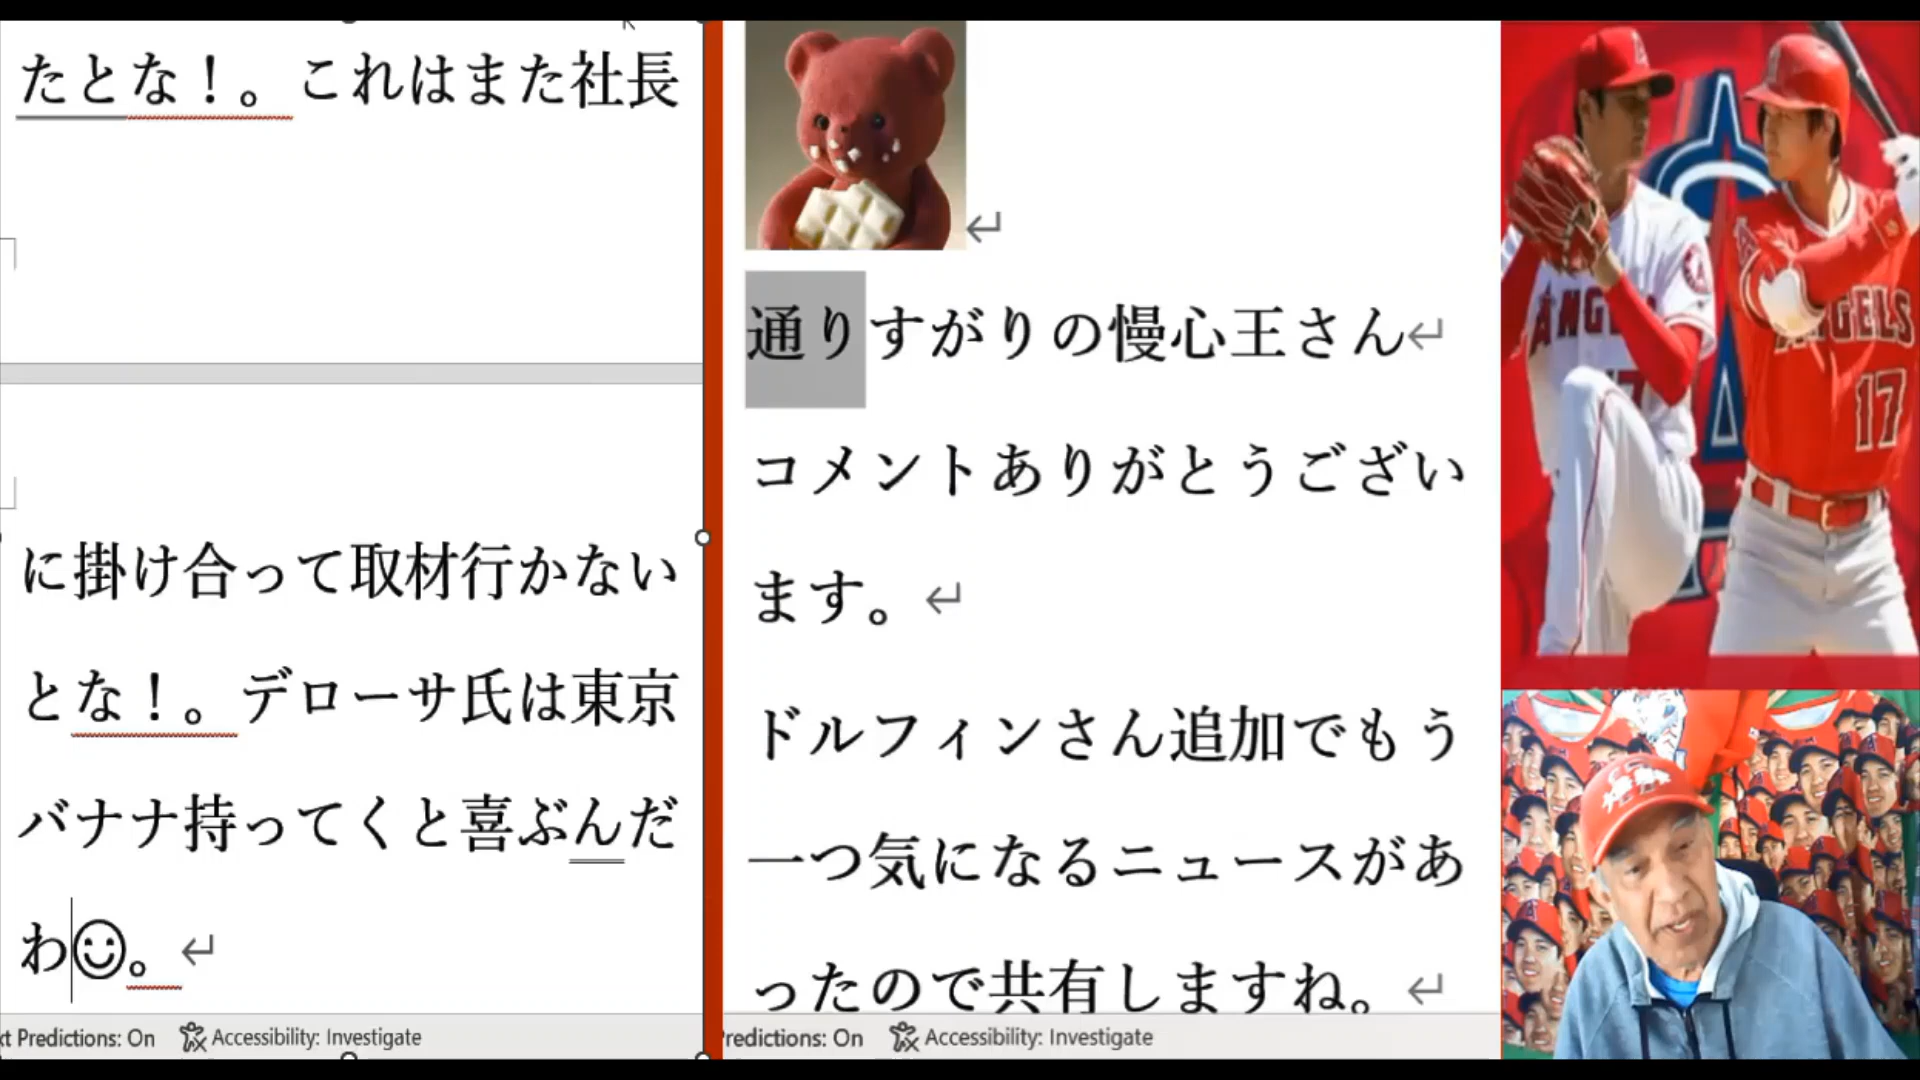 たとな！。これはまた社長
に掛け合って取材行かない
とな！。デローサ氏は東京
バナナ持ってくと喜ぶんだ
わ☺。
xt Predictions: On Accessibility: Investigate
通りすがりの慢心王さん
コメントありがとうござい
ます。
ドルフィンさん追加でもう
一つ気になるニュースがあ
ったので共有しますね。
Predictions: On Accessibility: Investigate
ANGELS
17